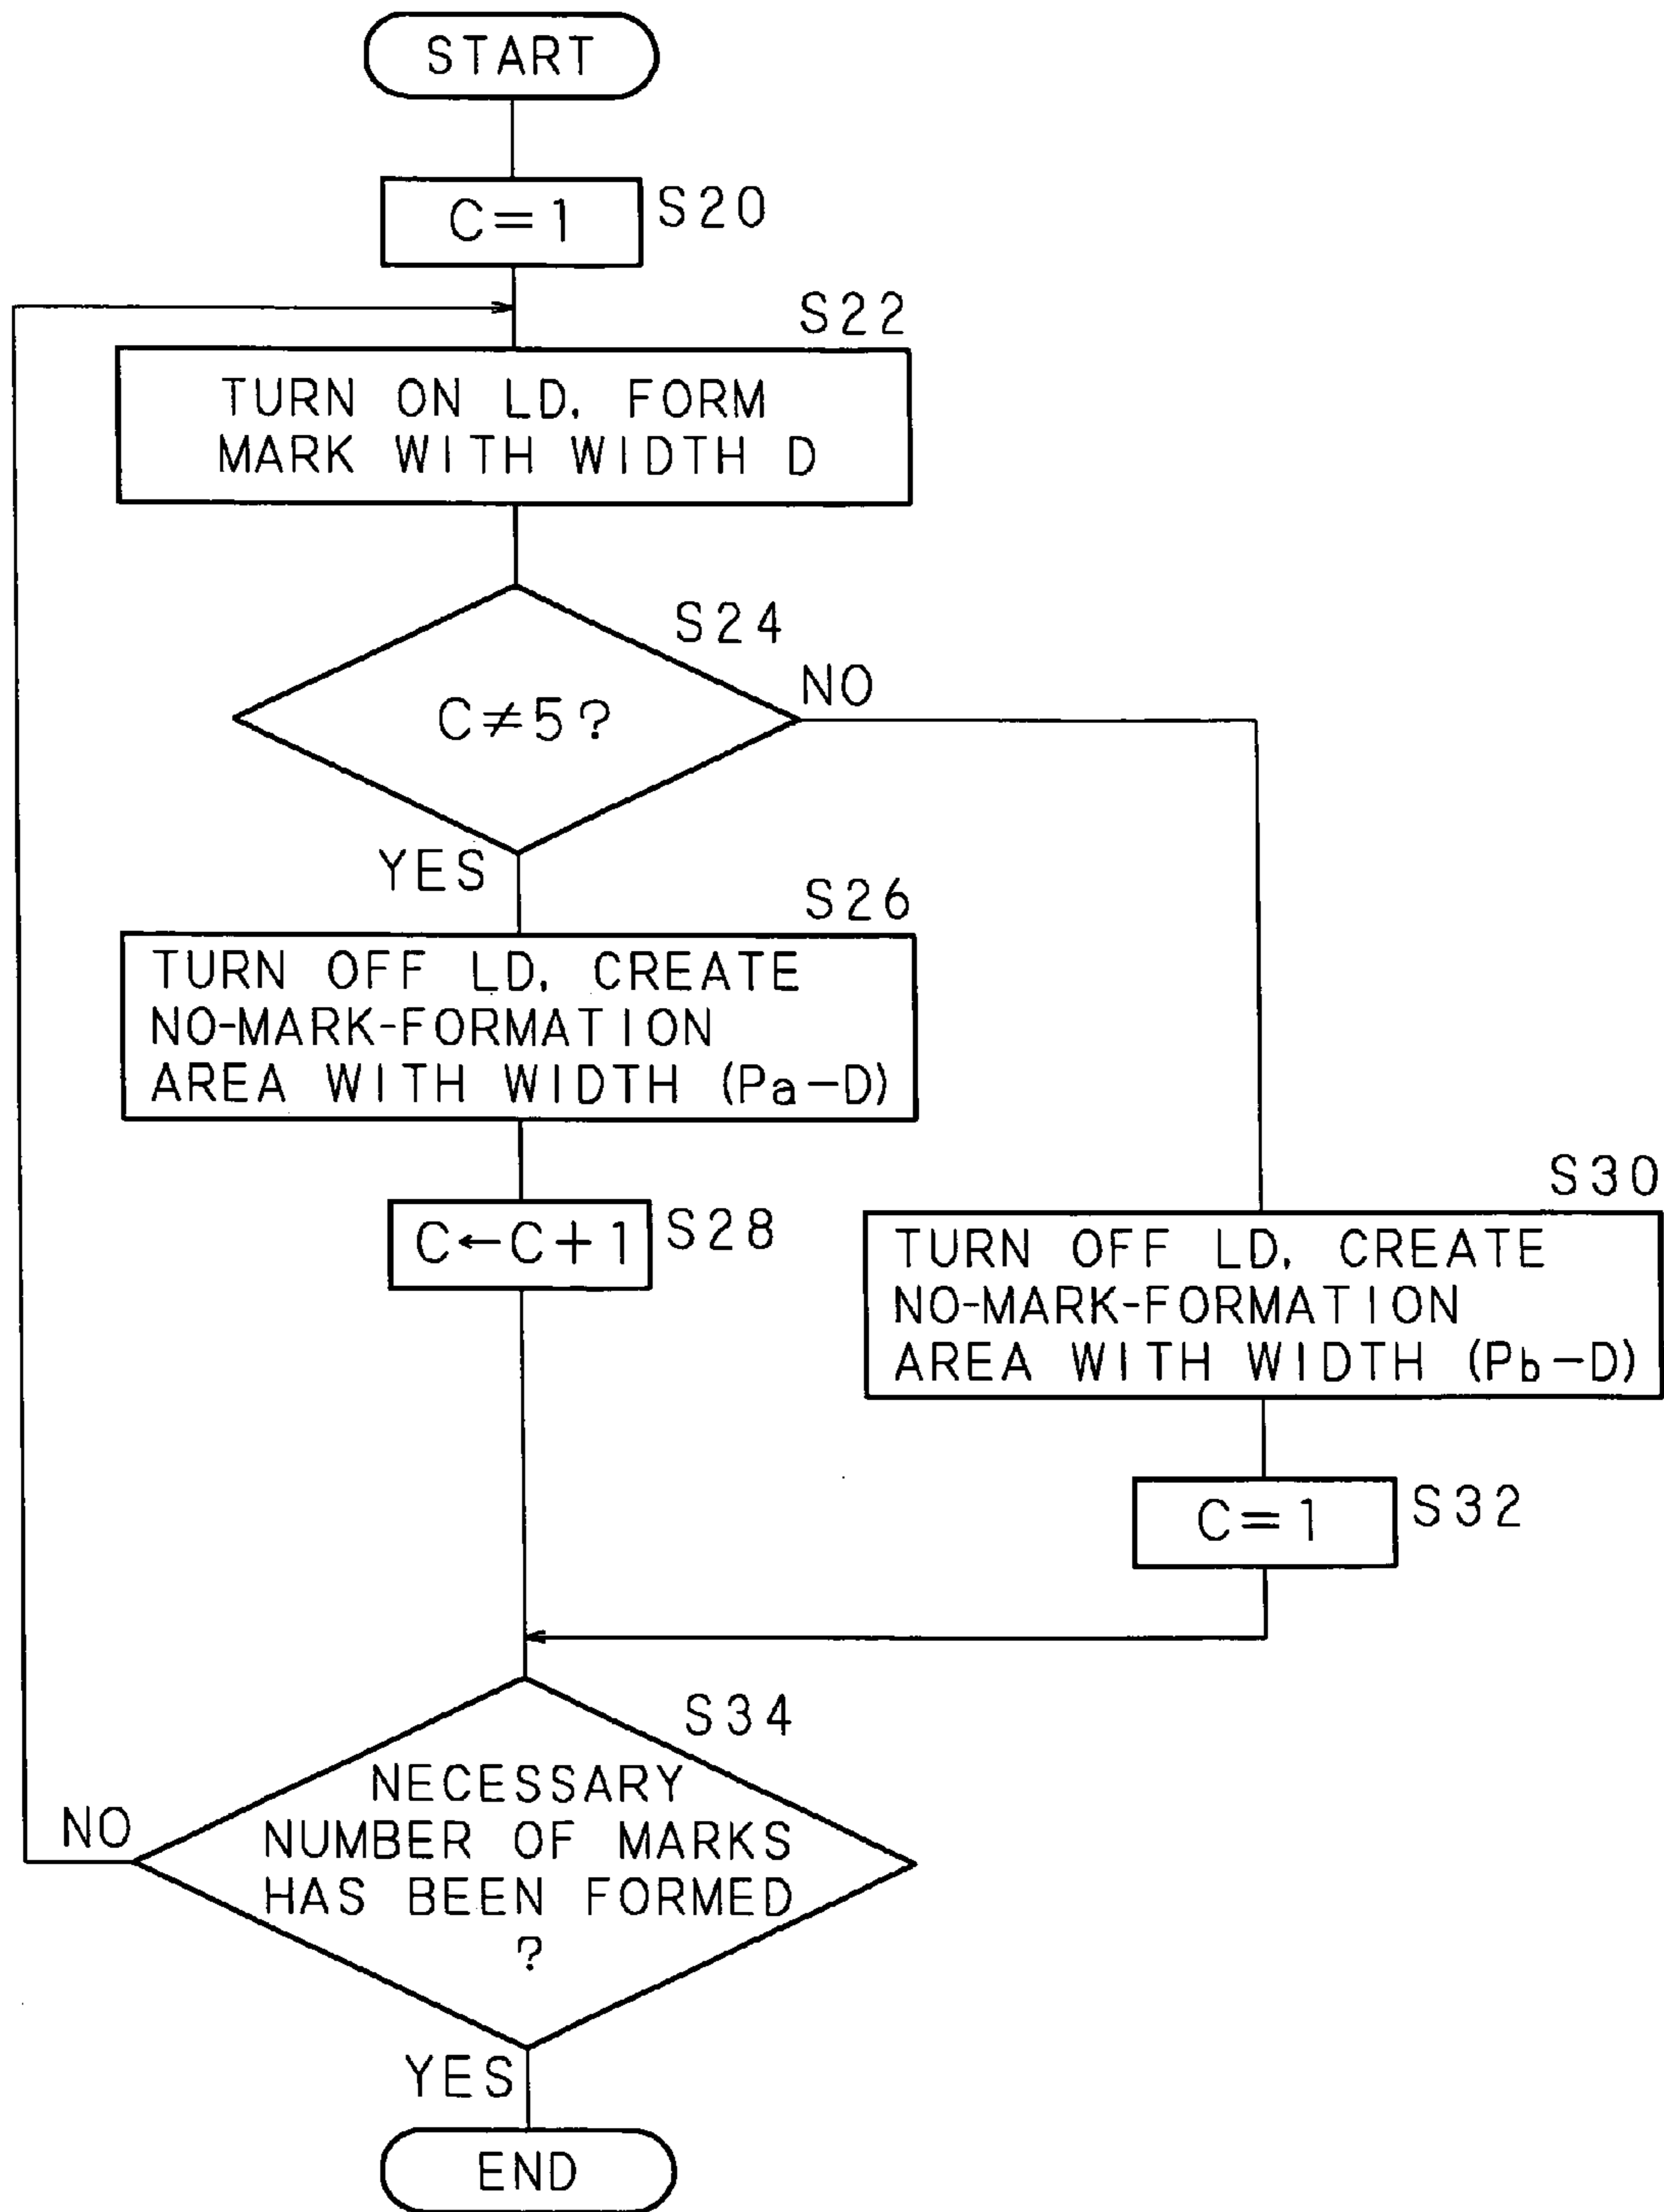 START
C=1
S20
S22
TURN ON LD, FORM
MARK WITH WIDTH D
S24
C≠5?
NO
YES
S26
TURN OFF LD, CREATE
NO-MARK-FORMATION
AREA WITH WIDTH (Pa-D)
C←C+1
S28
S30
TURN OFF LD, CREATE
NO-MARK-FORMATION
AREA WITH WIDTH (Pb-D)
C=1
S32
S34
NECESSARY
NUMBER OF MARKS
HAS BEEN FORMED
?
NO
YES
END